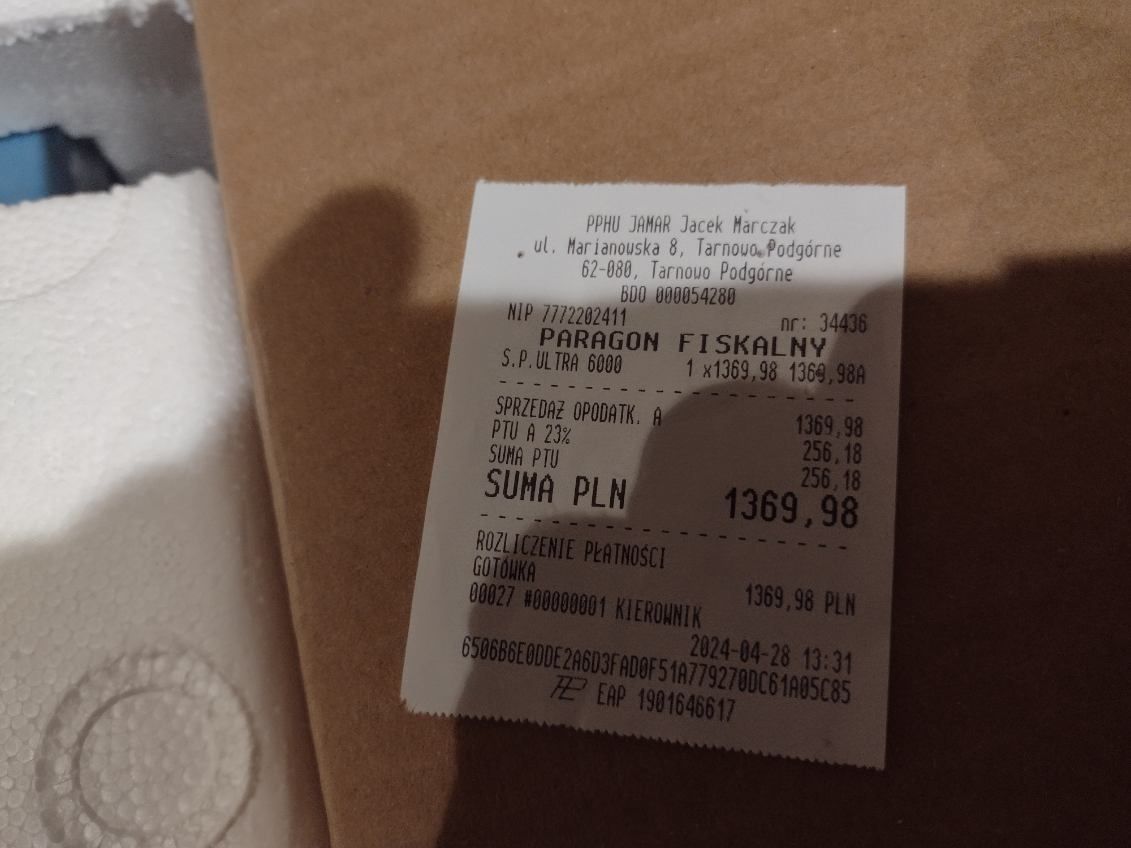 PPHU JAMAR Jacek Marczak
ul. Marianowska 8, Tarnowo Podgórne
62-080, Tarnowo Podgórne
BDO 000054280
NIP 7772202411 nr: 34436
PARAGON FISKALNY
S.P.ULTRA 6000 1 x1369,98 1369,98A
SPRZEDAŻ OPODATK. A 1369,98
PTU A 23% 256,18
SUMA PTU 256,18
SUMA PLN 1369,98
ROZLICZENIE PŁATNOŚCI
GOTÓWKA 1369,98 PLN
00027 #00000001 KIEROWNIK
2024-04-28 13:31
6506B6E0DDE2A6D3FAD0F51A779270DC61A05C85
EAP 1901646617